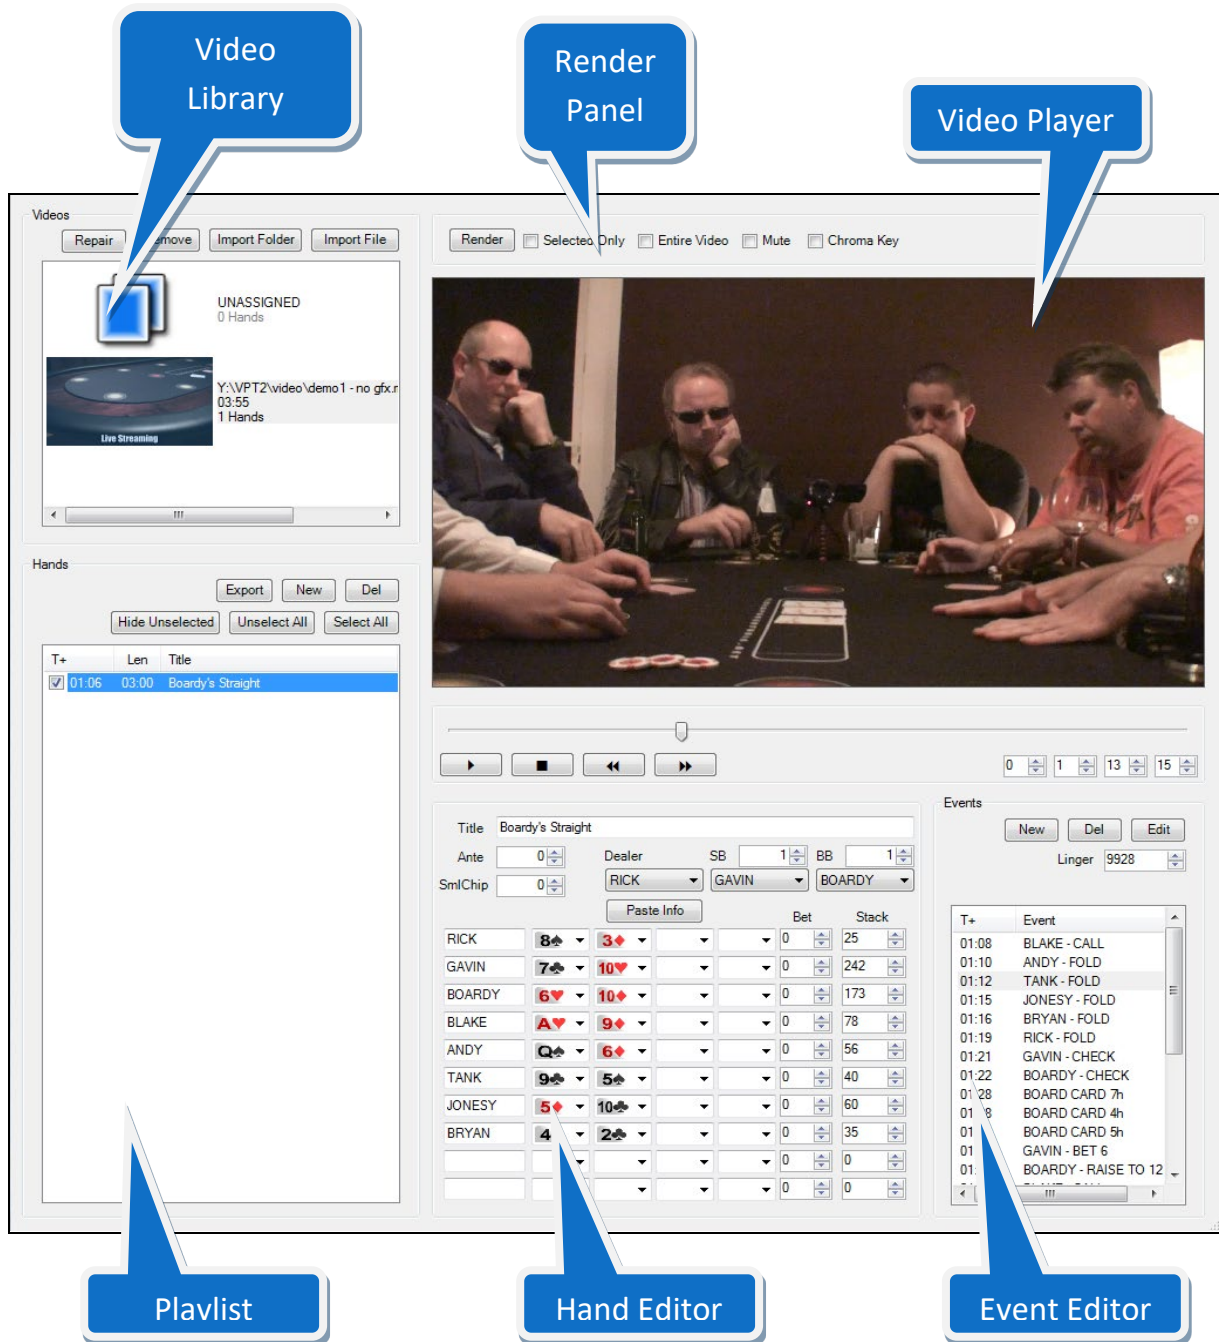 Video
Library
Render
Panel
Video Player
Videos
Repair
Import Folder
Import File
UNASSIGNED
0 Hands
Y:\VPT2\video\demo1 - no gfx.
03:55
1 Hands
Live Streaming
Render
Selected Only
Entire Video
Mute
Chroma Key
Hands
Export
New
Del
Hide Unselected
Unselect All
Select All
T+ Len Title
01:06 03:00 Boardy's Straight
0 1 13 15
Title Boardy's Straight
Ante 0 Dealer SB 1 BB 1
SmlChip 0 RICK GAVIN BOARDY
Paste Info Bet Stack
RICK 8♠ 3♦ 0 25
GAVIN 7♣ 10♥ 0 242
BOARDY 6♥ 10♦ 0 173
BLAKE A♥ 9♦ 0 78
ANDY Q♠ 6♦ 0 56
TANK 9♣ 5♠ 0 40
JONESY 5♦ 10♣ 0 60
BRYAN 4 2♣ 0 35
0 0
0 0
Events
New
Del
Edit
Linger 9928
T+ Event
01:08 BLAKE - CALL
01:10 ANDY - FOLD
01:12 TANK - FOLD
01:15 JONESY - FOLD
01:16 BRYAN - FOLD
01:19 RICK - FOLD
01:21 GAVIN - CHECK
01:22 BOARDY - CHECK
BOARD CARD 7h
BOARD CARD 4h
BOARD CARD 5h
GAVIN - BET 6
BOARDY - RAISE TO 12
Playlist
Hand Editor
Event Editor